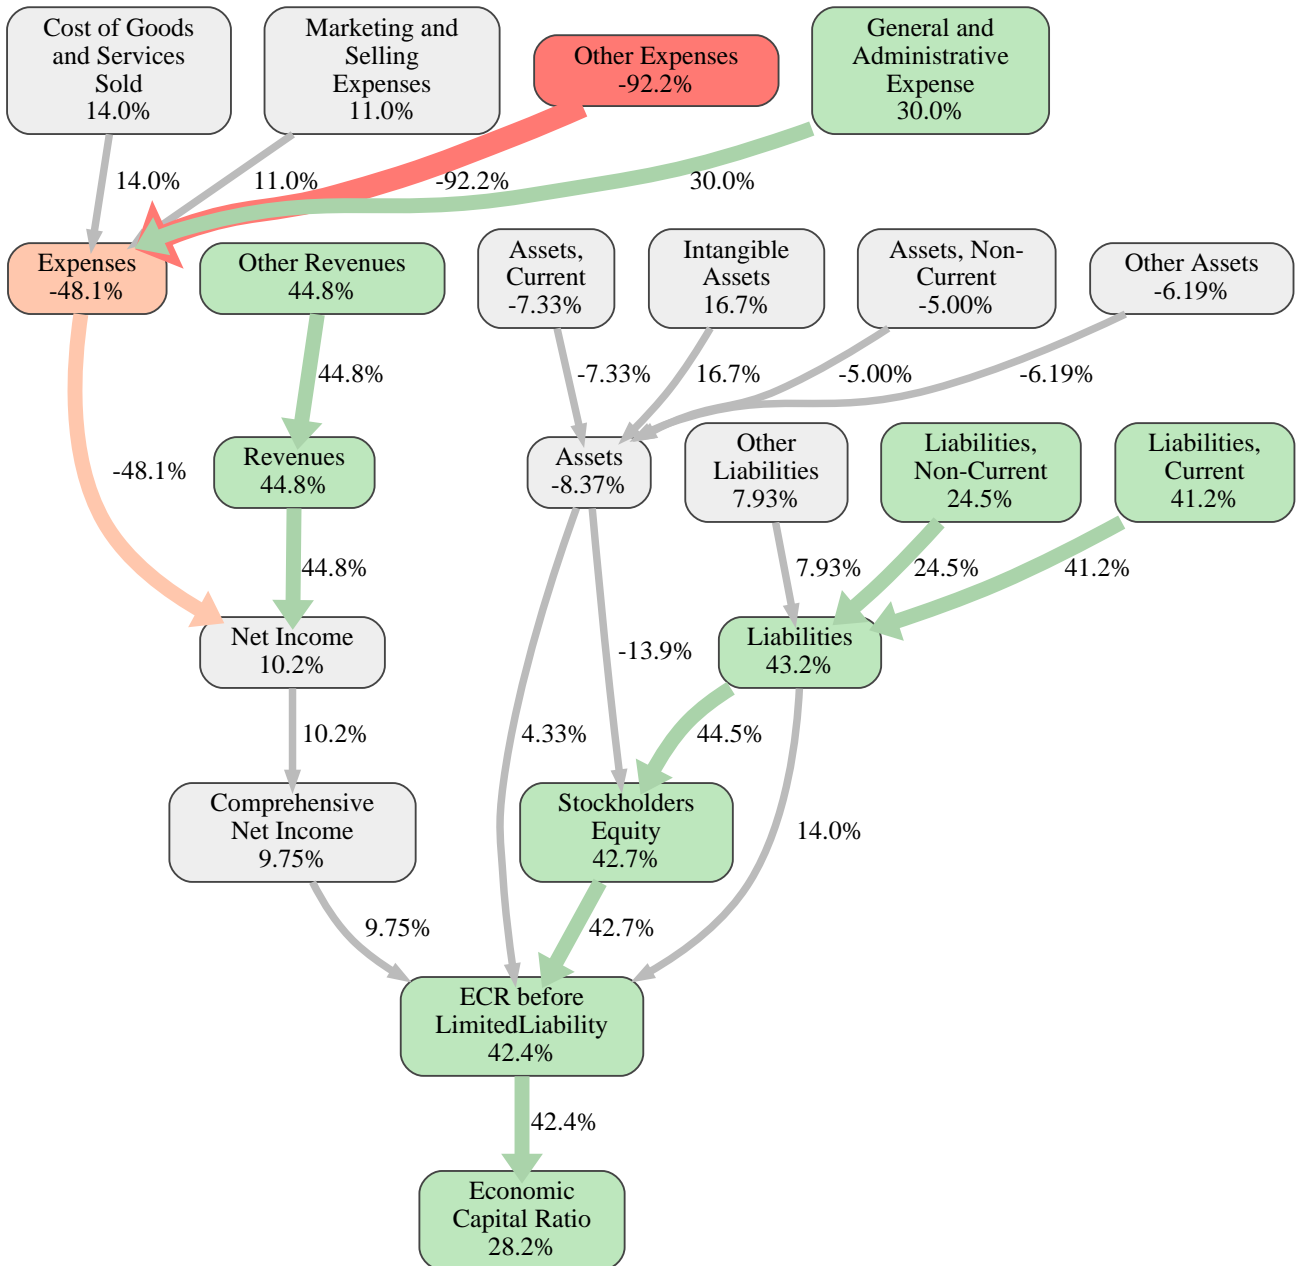 Cost of Goods
and Services
Sold
14.0%
Marketing and
Selling
Expenses
11.0%
Other Expenses
-92.2%
General and
Administrative
Expense
30.0%
14.0%
11.0%
-92.2%
30.0%
Expenses
-48.1%
Other Revenues
44.8%
Assets,
Current
-7.33%
Intangible
Assets
16.7%
Assets, Non-
Current
-5.00%
Other Assets
-6.19%
44.8%
-7.33%
16.7%
-5.00%
-6.19%
-48.1%
Revenues
44.8%
Assets
-8.37%
Other
Liabilities
7.93%
Liabilities,
Non-Current
24.5%
Liabilities,
Current
41.2%
44.8%
7.93%
24.5%
41.2%
Net Income
10.2%
-13.9%
Liabilities
43.2%
10.2%
4.33%
44.5%
Comprehensive
Net Income
9.75%
Stockholders
Equity
42.7%
14.0%
9.75%
42.7%
ECR before
LimitedLiability
42.4%
42.4%
Economic
Capital Ratio
28.2%